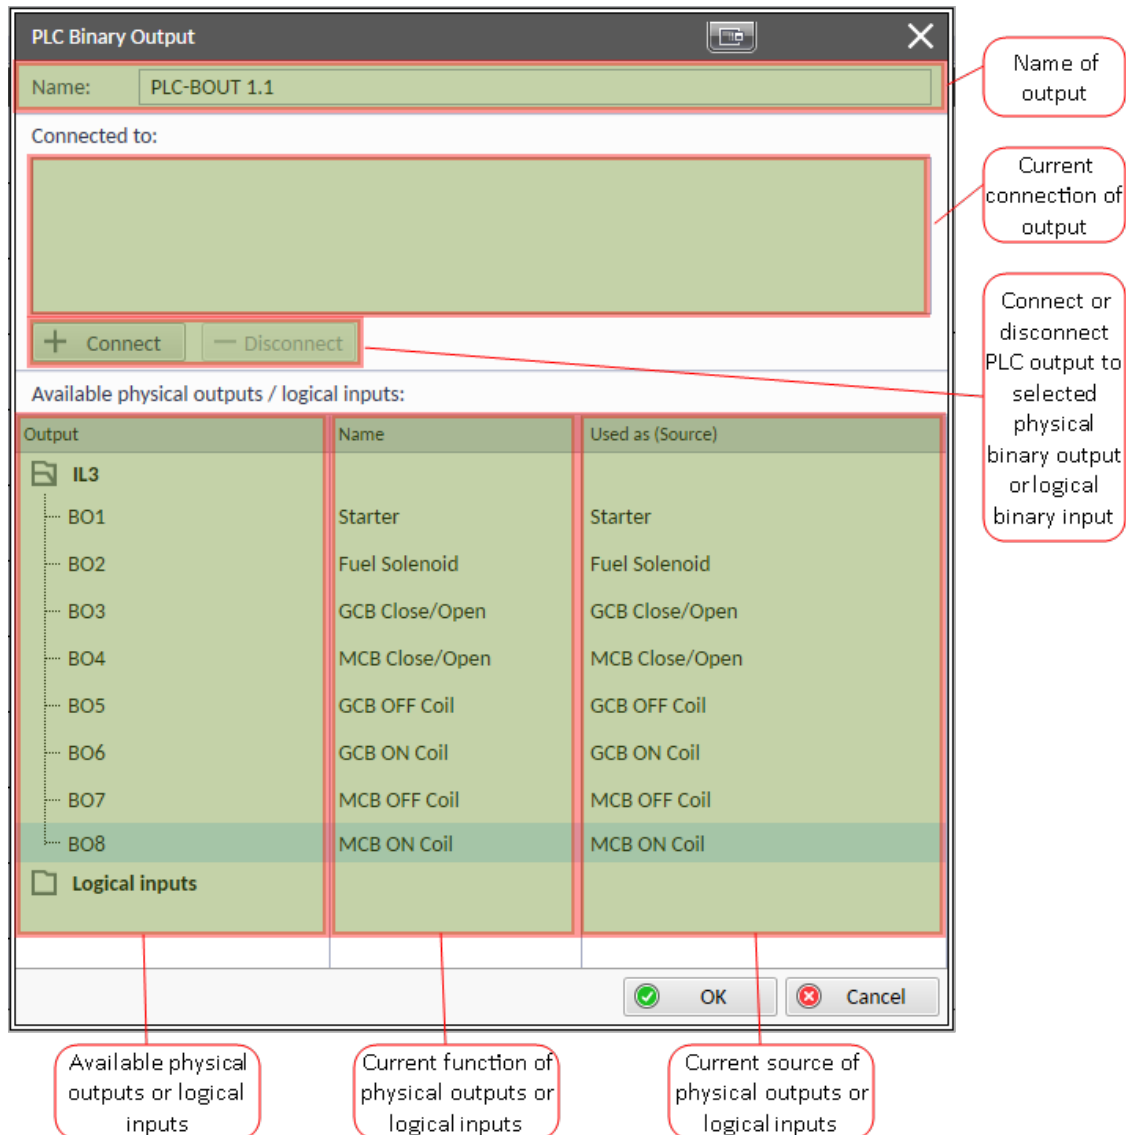 PLC Binary Output
Name: PLC-BOUT 1.1
Name of
output
Connected to:
Current
connection of
output
Connect Disconnect
Connect or
disconnect
PLC output to
selected
physical
binary output
or logical
binary input
Available physical outputs / logical inputs:
Output Name Used as (Source)
IL3
BO1 Starter Starter
BO2 Fuel Solenoid Fuel Solenoid
BO3 GCB Close/Open GCB Close/Open
BO4 MCB Close/Open MCB Close/Open
BO5 GCB OFF Coil GCB OFF Coil
BO6 GCB ON Coil GCB ON Coil
BO7 MCB OFF Coil MCB OFF Coil
BO8 MCB ON Coil MCB ON Coil
Logical inputs
OK Cancel
Available physical
outputs or logical
inputs
Current function of
physical outputs or
logical inputs
Current source of
physical outputs or
logical inputs